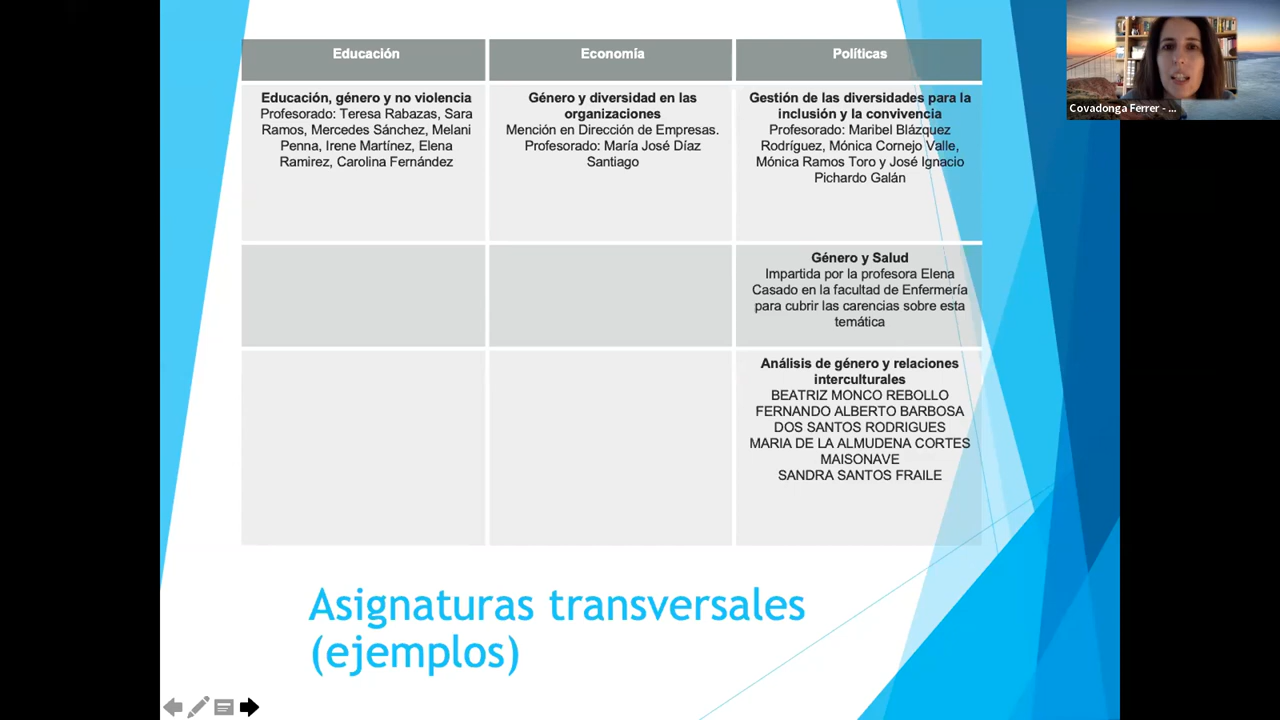 Educación
Economía
Políticas
Educación, género y no violencia
Profesorado: Teresa Rabazas, Sara
Ramos, Mercedes Sánchez, Melani
Penna, Irene Martínez, Elena
Ramirez, Carolina Fernández
Género y diversidad en las
organizaciones
Mención en Dirección de Empresas.
Profesorado: María José Díaz
Santiago
Gestión de las diversidades para la
inclusión y la convivencia
Profesorado: Maribel Blázquez
Rodríguez, Mónica Cornejo Valle,
Mónica Ramos Toro y José Ignacio
Pichardo Galán
Género y Salud
Impartida por la profesora Elena
Casado en la facultad de Enfermería
para cubrir las carencias sobre esta
temática
Análisis de género y relaciones
interculturales
BEATRIZ MONCO REBOLLO
FERNANDO ALBERTO BARBOSA
DOS SANTOS RODRIGUES
MARIA DE LA ALMUDENA CORTES
MAISONAVE
SANDRA SANTOS FRAILE
Asignaturas transversales
(ejemplos)
Covadonga Ferrer - ...